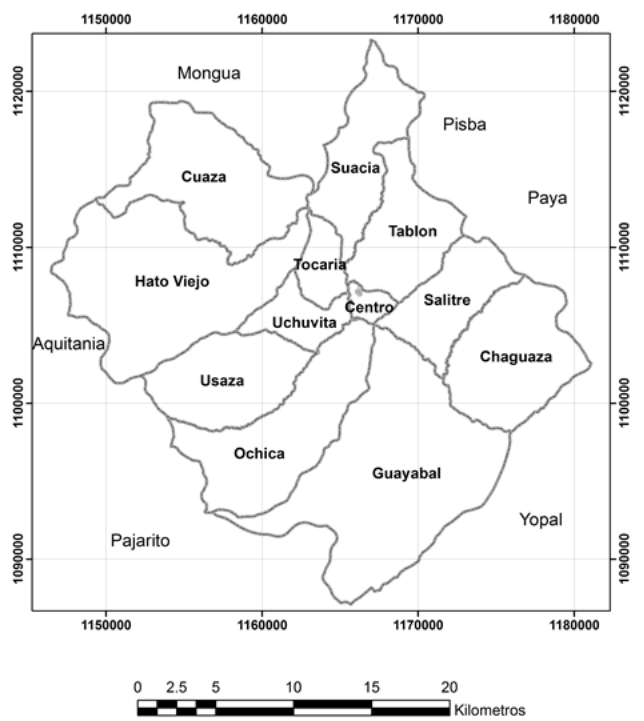 1150000 1160000 1170000 1180000
Mongua
1120000 1120000
Pisba
Suacia
Cuaza
Paya
Tablon
1110000 1110000
Tocaria
Hato Viejo
Salitre
Centro
Uchuvita
Aquitania
Chaguaza
Usaza
1100000 1100000
Ochica
Guayabal
Yopal
Pajarito
1090000 1090000
1150000 1160000 1170000 1180000
0 2.5 5 10 15 20
Kilometros